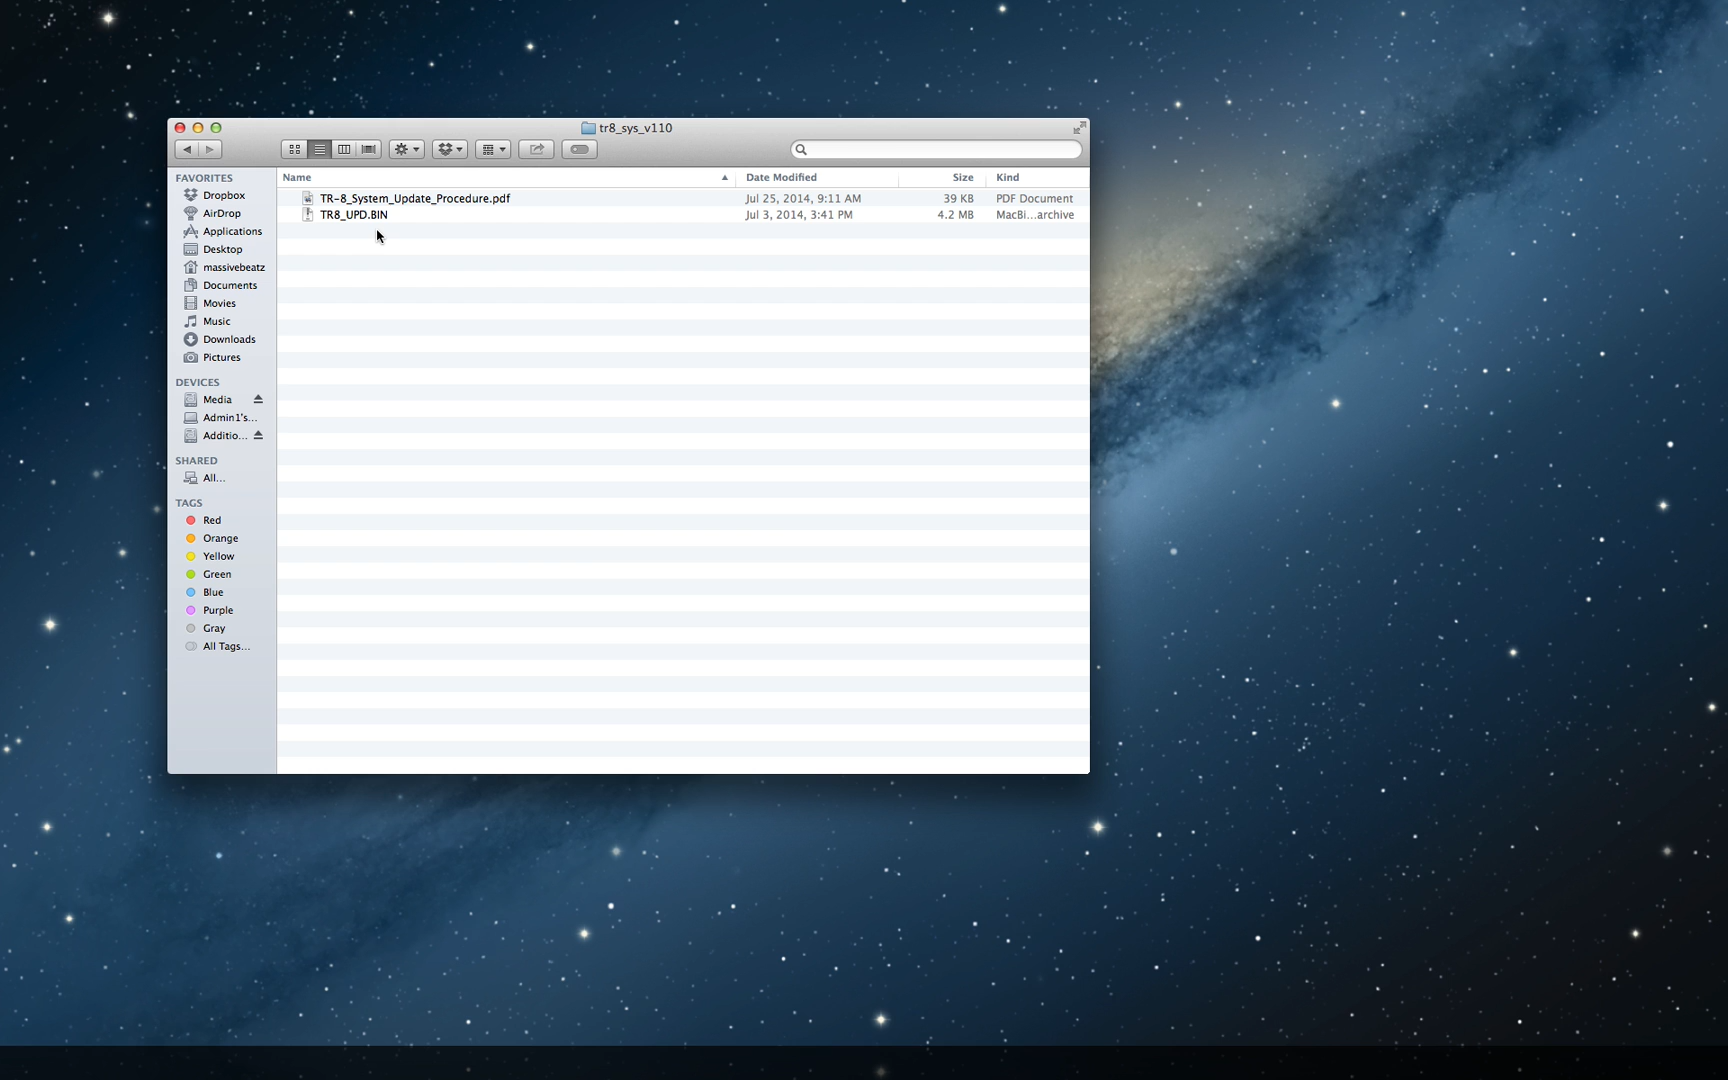 tr8_sys_v110
FAVORITES
Dropbox
AirDrop
Applications
Desktop
massivebeatz
Documents
Movies
Music
Downloads
Pictures
DEVICES
Media
Admin1's...
Additio...
SHARED
All...
TAGS
Red
Orange
Yellow
Green
Blue
Purple
Gray
All Tags...
Name Date Modified Size Kind
TR-8_System_Update_Procedure.pdf Jul 25, 2014, 9:11 AM 39 KB PDF Document
TR8_UPD.BIN Jul 3, 2014, 3:41 PM 4.2 MB MacBi...archive